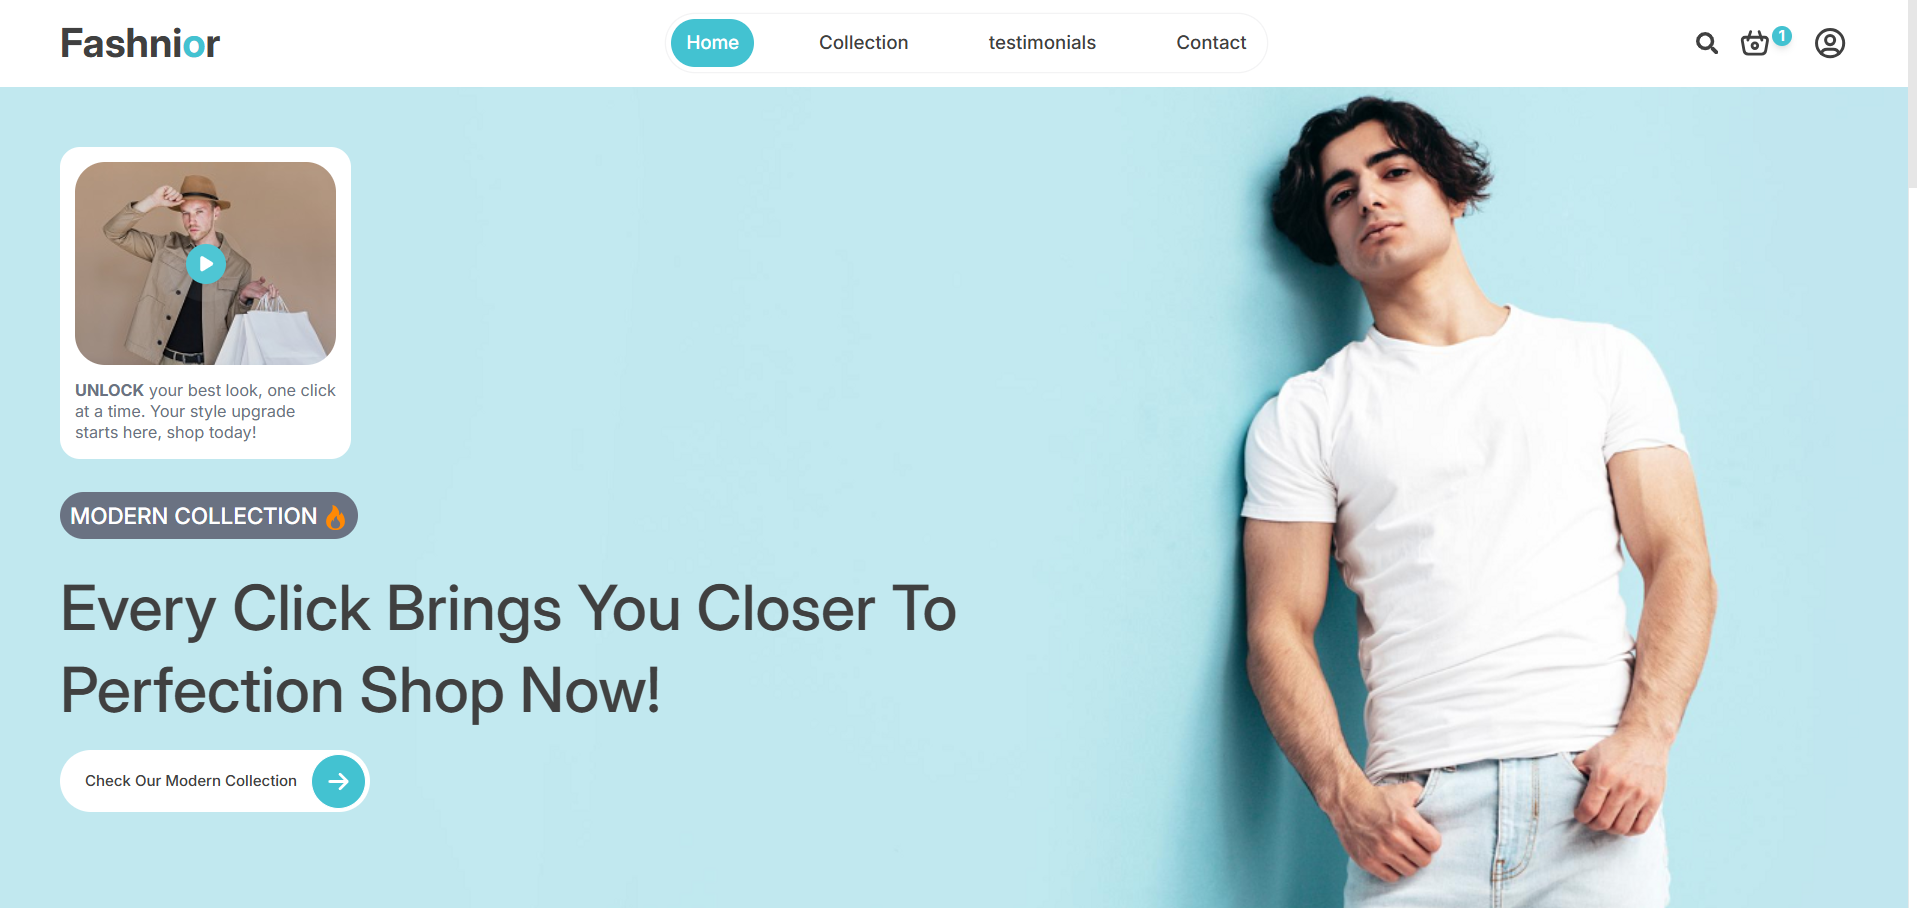 Fashnior
Home
Collection
testimonials
Contact
1
UNLOCK your best look, one click
at a time. Your style upgrade
starts here, shop today!
MODERN COLLECTION
Every Click Brings You Closer To
Perfection Shop Now!
Check Our Modern Collection